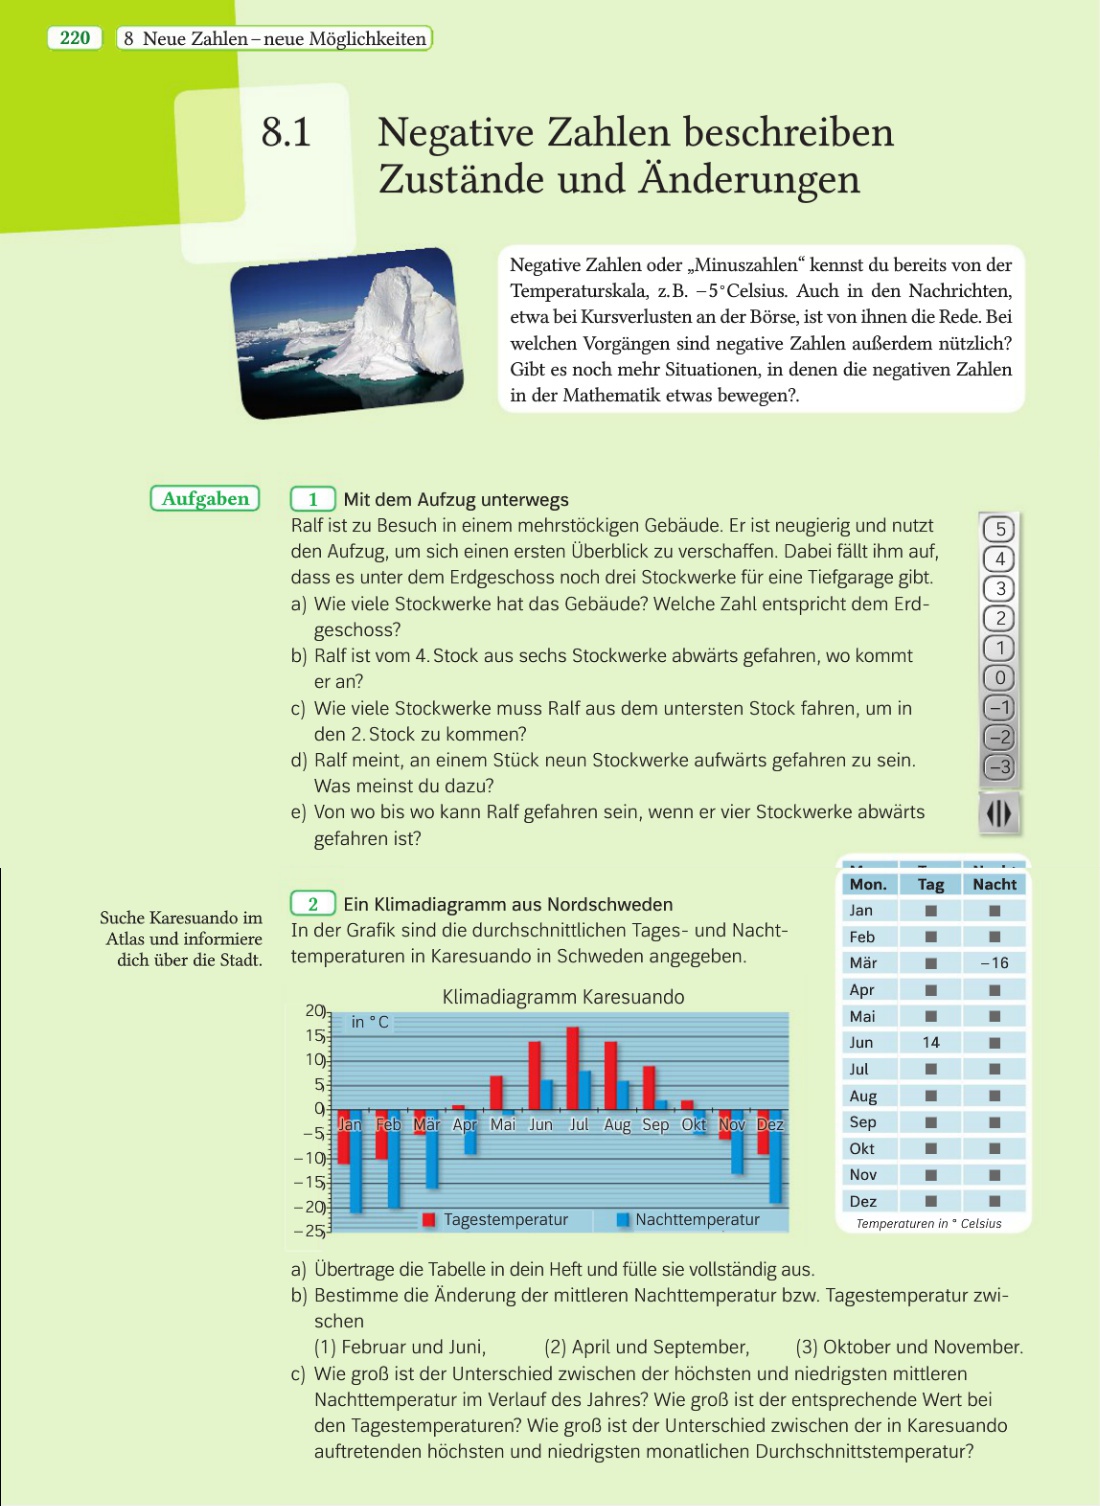 220
8 Neue Zahlen – neue Möglichkeiten
8.1
Negative Zahlen beschreiben
Zustände und Änderungen
Negative Zahlen oder „Minuszahlen“ kennst du bereits von der
Temperaturskala, z. B. −5 °Celsius. Auch in den Nachrichten,
etwa bei Kursverlusten an der Börse, ist von ihnen die Rede. Bei
welchen Vorgängen sind negative Zahlen außerdem nützlich?
Gibt es noch mehr Situationen, in denen die negativen Zahlen
in der Mathematik etwas bewegen?.
Aufgaben
1 Mit dem Aufzug unterwegs
Ralf ist zu Besuch in einem mehrstöckigen Gebäude. Er ist neugierig und nutzt
den Aufzug, um sich einen ersten Überblick zu verschaffen. Dabei fällt ihm auf,
dass es unter dem Erdgeschoss noch drei Stockwerke für eine Tiefgarage gibt.
a) Wie viele Stockwerke hat das Gebäude? Welche Zahl entspricht dem Erd-
geschoss?
b) Ralf ist vom 4. Stock aus sechs Stockwerke abwärts gefahren, wo kommt
er an?
c) Wie viele Stockwerke muss Ralf aus dem untersten Stock fahren, um in
den 2. Stock zu kommen?
d) Ralf meint, an einem Stück neun Stockwerke aufwärts gefahren zu sein.
Was meinst du dazu?
e) Von wo bis wo kann Ralf gefahren sein, wenn er vier Stockwerke abwärts
gefahren ist?
5
4
3
2
1
0
−1
−2
−3
Suche Karesuando im
Atlas und informiere
dich über die Stadt.
2 Ein Klimadiagramm aus Nordschweden
In der Grafik sind die durchschnittlichen Tages- und Nacht-
temperaturen in Karesuando in Schweden angegeben.
Klimadiagramm Karesuando
in °C
20
15
10
5
0
−5
−10
−15
−20
−25
Jan Feb Mär Apr Mai Jun Jul Aug Sep Okt Nov Dez
Tagestemperatur Nachttemperatur
Mon. Tag Nacht
Jan ■ ■
Feb ■ ■
Mär ■ −16
Apr ■ ■
Mai ■ ■
Jun 14 ■
Jul ■ ■
Aug ■ ■
Sep ■ ■
Okt ■ ■
Nov ■ ■
Dez ■ ■
Temperaturen in ° Celsius
a) Übertrage die Tabelle in dein Heft und fülle sie vollständig aus.
b) Bestimme die Änderung der mittleren Nachttemperatur bzw. Tagestemperatur zwi-
schen
(1) Februar und Juni, (2) April und September, (3) Oktober und November.
c) Wie groß ist der Unterschied zwischen der höchsten und niedrigsten mittleren
Nachttemperatur im Verlauf des Jahres? Wie groß ist der entsprechende Wert bei
den Tagestemperaturen? Wie groß ist der Unterschied zwischen der in Karesuando
auftretenden höchsten und niedrigsten monatlichen Durchschnittstemperatur?